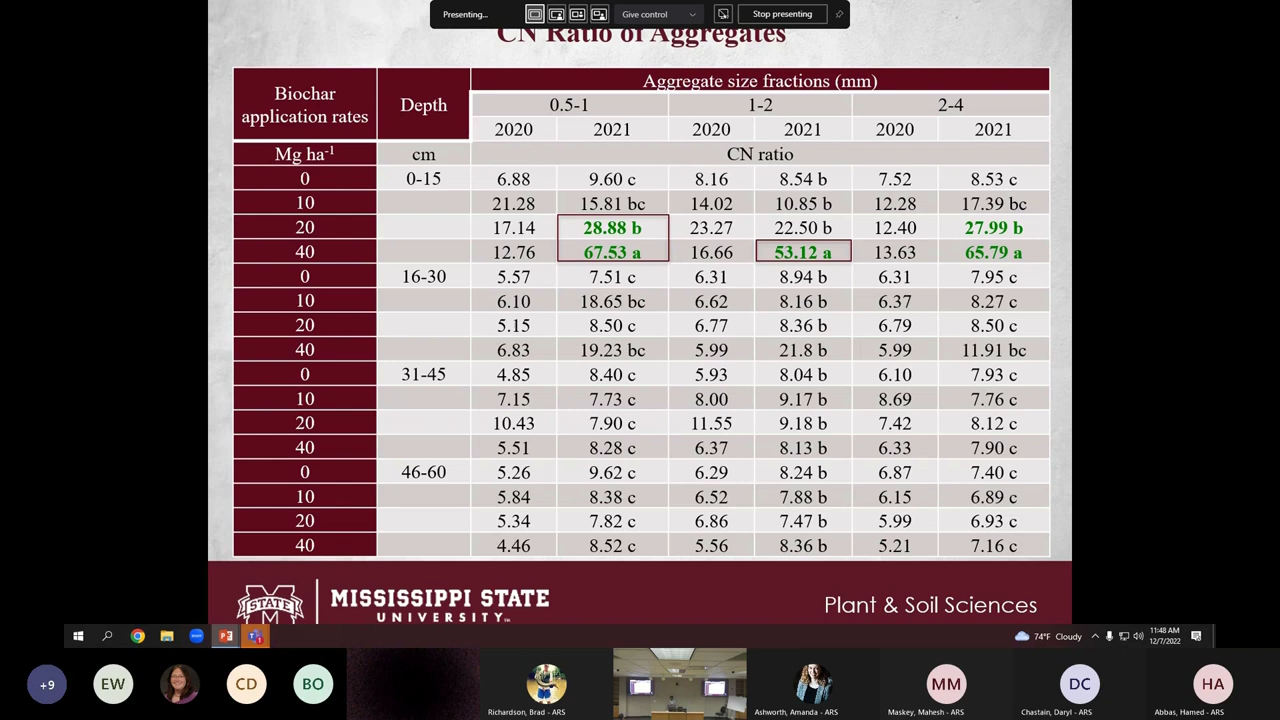 Presenting...
Give control
Stop presenting
CN Ratio of Aggregates
Biochar application rates Depth Aggregate size fractions (mm)
0.5-1 1-2 2-4
2020 2021 2020 2021 2020 2021
Mg ha-1 cm CN ratio
0 0-15 6.88 9.60 c 8.16 8.54 b 7.52 8.53 c
10 21.28 15.81 bc 14.02 10.85 b 12.28 17.39 bc
20 17.14 28.88 b 23.27 22.50 b 12.40 27.99 b
40 12.76 67.53 a 16.66 53.12 a 13.63 65.79 a
0 16-30 5.57 7.51 c 6.31 8.94 b 6.31 7.95 c
10 6.10 18.65 bc 6.62 8.16 b 6.37 8.27 c
20 5.15 8.50 c 6.77 8.36 b 6.79 8.50 c
40 6.83 19.23 bc 5.99 21.8 b 5.99 11.91 bc
0 31-45 4.85 8.40 c 5.93 8.04 b 6.10 7.93 c
10 7.15 7.73 c 8.00 9.17 b 8.69 7.76 c
20 10.43 7.90 c 11.55 9.18 b 7.42 8.12 c
40 5.51 8.28 c 6.37 8.13 b 6.33 7.90 c
0 46-60 5.26 9.62 c 6.29 8.24 b 6.87 7.40 c
10 5.84 8.38 c 6.52 7.88 b 6.15 6.89 c
20 5.34 7.82 c 6.86 7.47 b 5.99 6.93 c
40 4.46 8.52 c 5.56 8.36 b 5.21 7.16 c
STATE
MISSISSIPPI STATE
UNIVERSITY
Plant & Soil Sciences
74°F Cloudy
11:48 AM
12/7/2022
+9 EW CD BO MM DC HA
Richardson, Brad - ARS
Ashworth, Amanda - ARS
Maskey, Mahesh - ARS
Chastain, Daryl - ARS
Abbas, Hamed - ARS